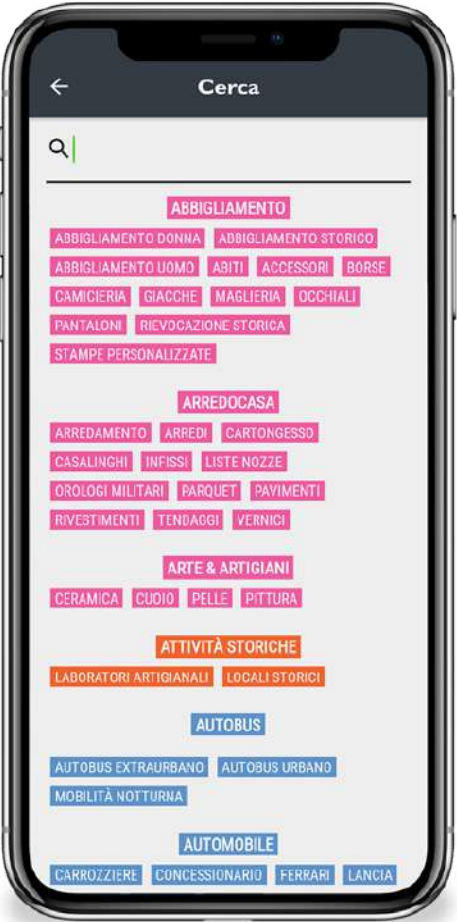 Cerca
ABBIGLIAMENTO
ABBIGLIAMENTO DONNA ABBIGLIAMENTO STORICO
ABBIGLIAMENTO UOMO ABITI ACCESSORI BORSE
CAMICIERIA GIACCHE MAGLIERIA OCCHIALI
PANTALONI RIEVOCAZIONE STORICA
STAMPE PERSONALIZZATE
ARREDOCASA
ARREDAMENTO ARREDI CARTONGESSO
CASALINGHI INFISSI LISTE NOZZE
OROLOGI MILITARI PARQUET PAVIMENTI
RIVESTIMENTI TENDAGGI VERNICI
ARTE & ARTIGIANI
CERAMICA CUOIO PELLE PITTURA
ATTIVITÀ STORICHE
LABORATORI ARTIGIANALI LOCALI STORICI
AUTOBUS
AUTOBUS EXTRAURBANO AUTOBUS URBANO
MOBILITÀ NOTTURNA
AUTOMOBILE
CARROZZIERE CONCESSIONARIO FERRARI LANCIA